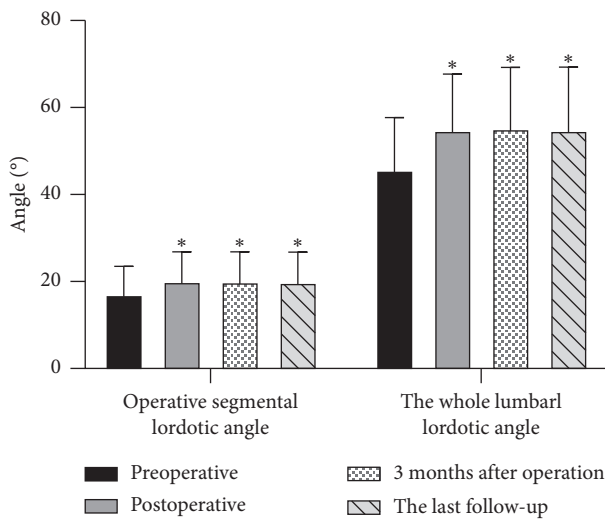 80
60
40
20
0
Angle (°)
* * * * * *
Operative segmental
lordotic angle
The whole lumbarl
lordotic angle
Preoperative
Postoperative
3 months after operation
The last follow-up